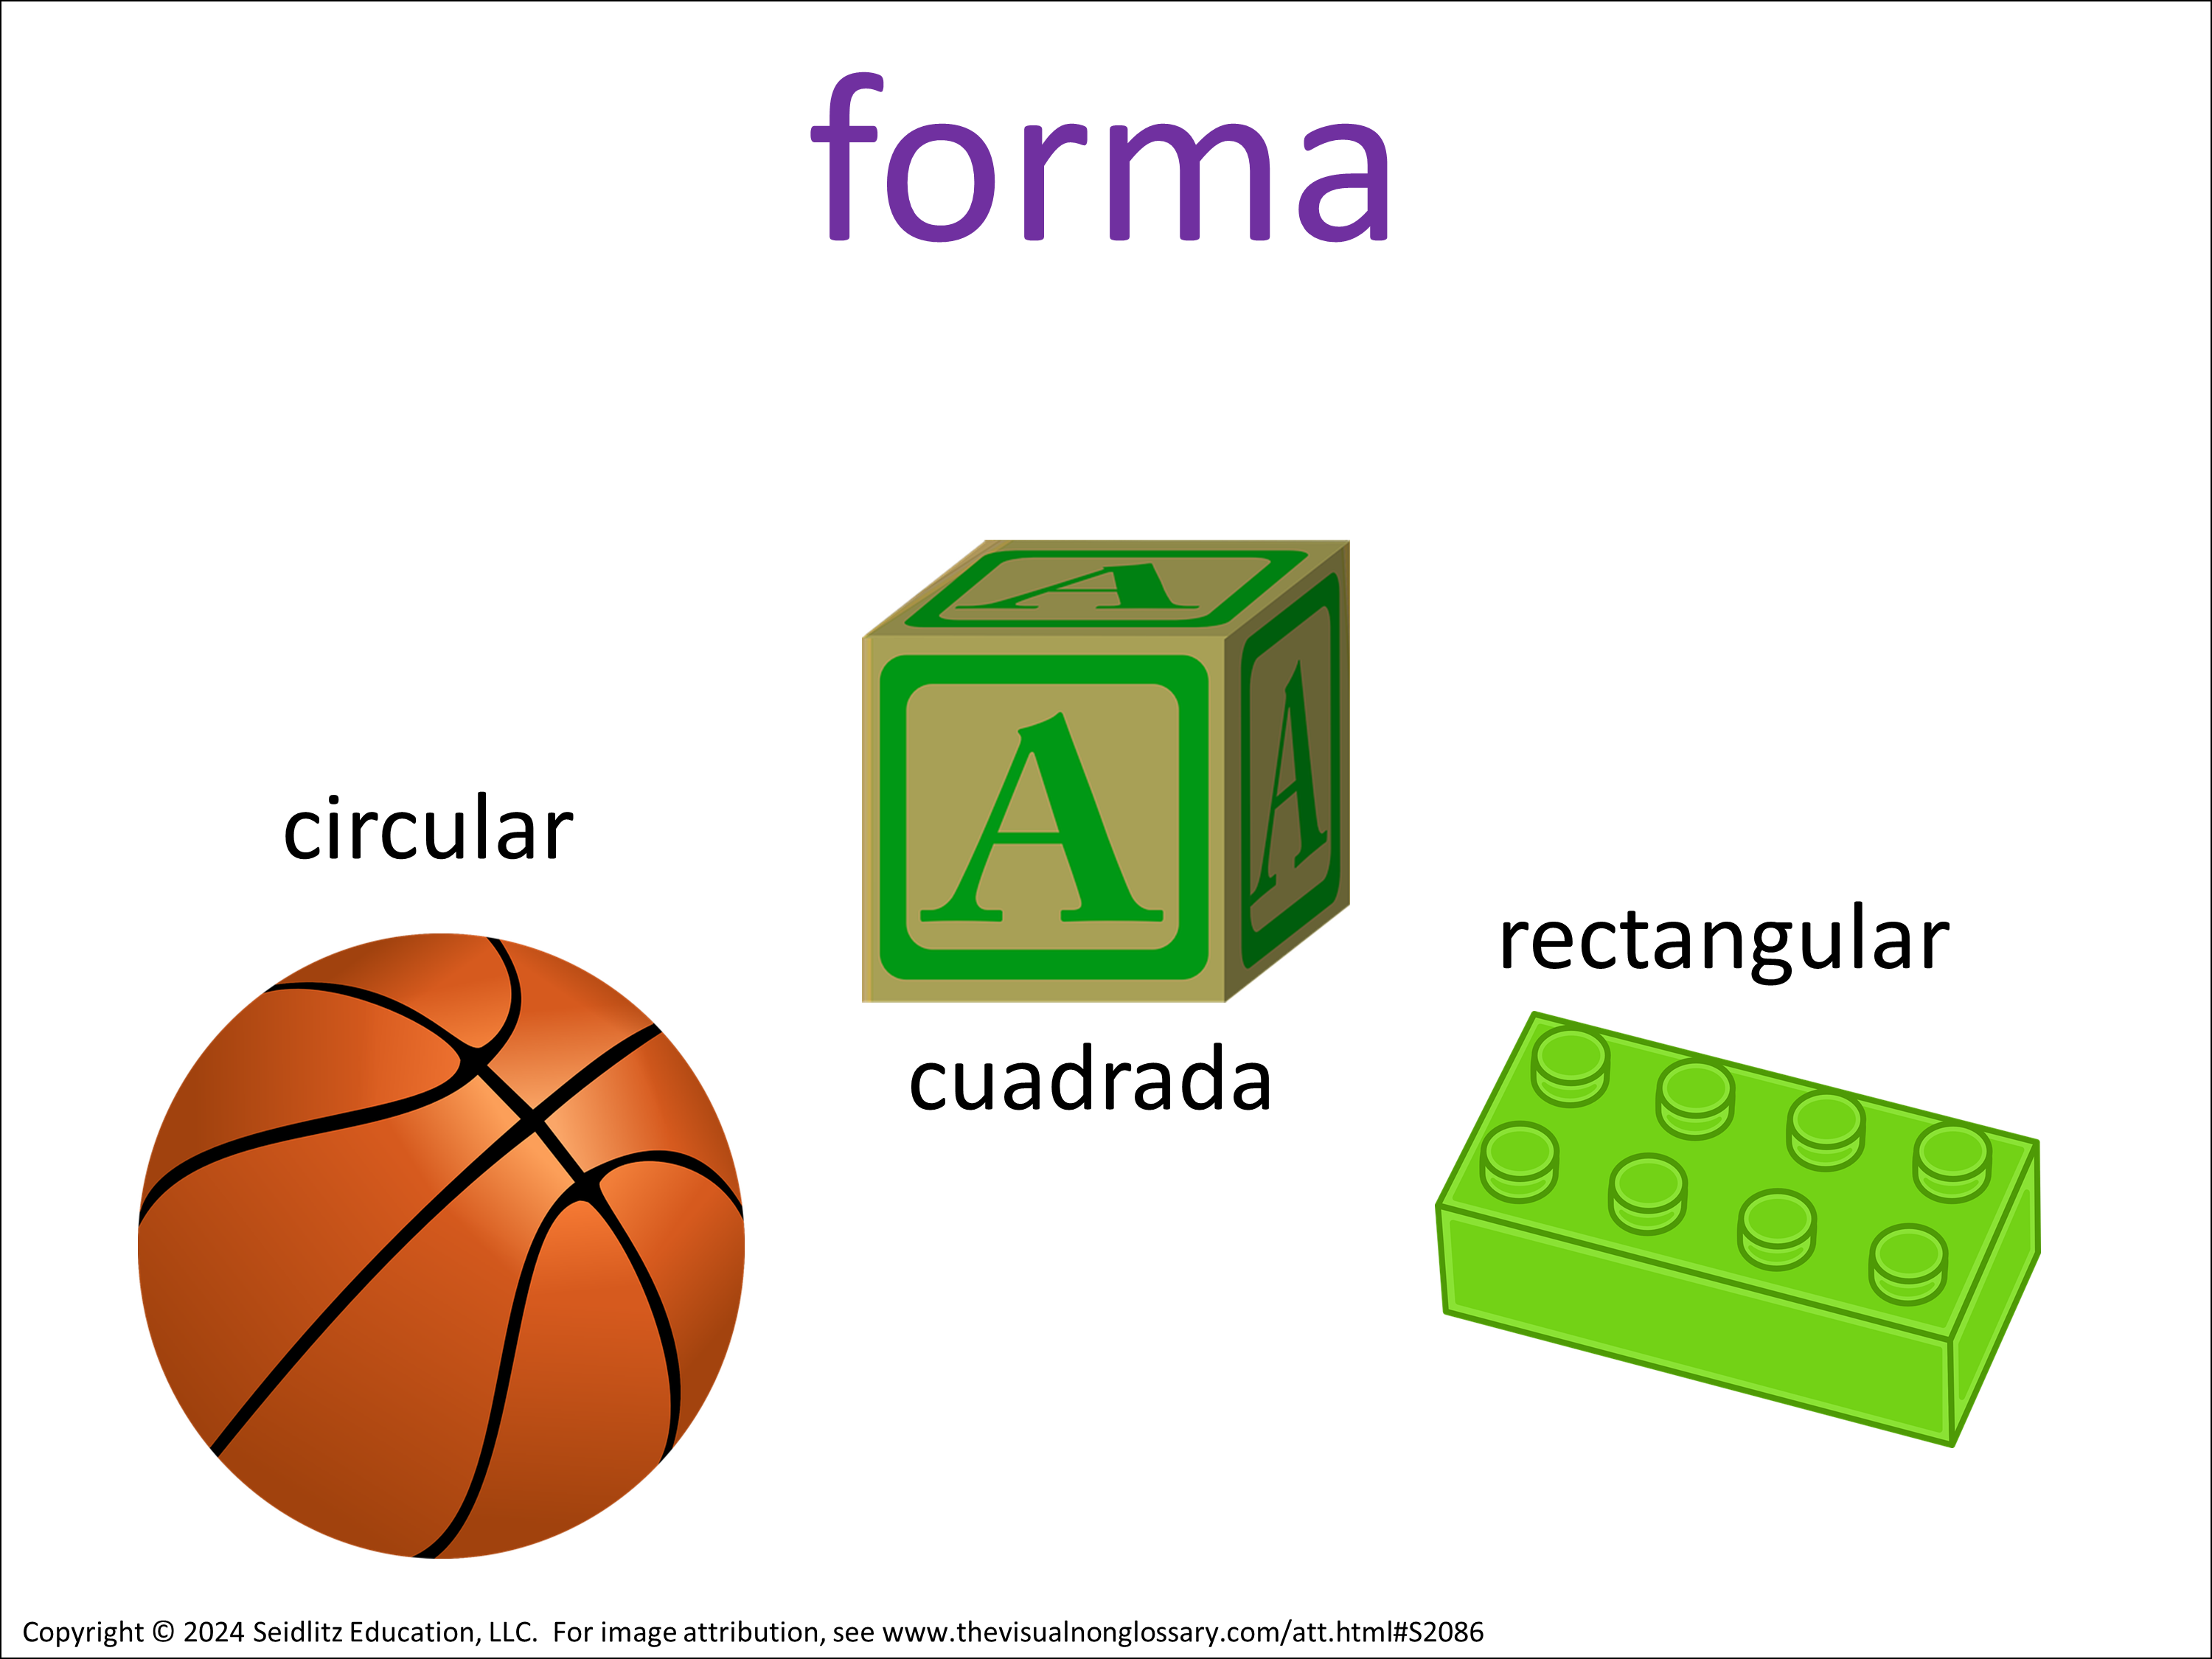 forma
A
A
A
circular
cuadrada
rectangular
Copyright © 2024 Seidlitz Education, LLC.  For image attribution, see www.thevisualnonglossary.com/att.html#S2086